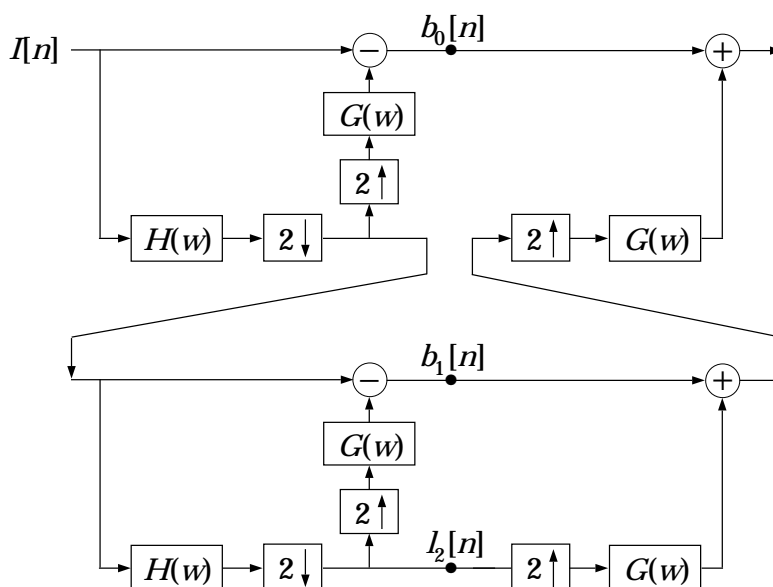 b₀[n]
I[n]
−
+
G(w)
2↑
H(w) 2↓ 2↑ G(w)
b₁[n]
−
+
G(w)
2↑
l₂[n]
H(w) 2↓ 2↑ G(w)